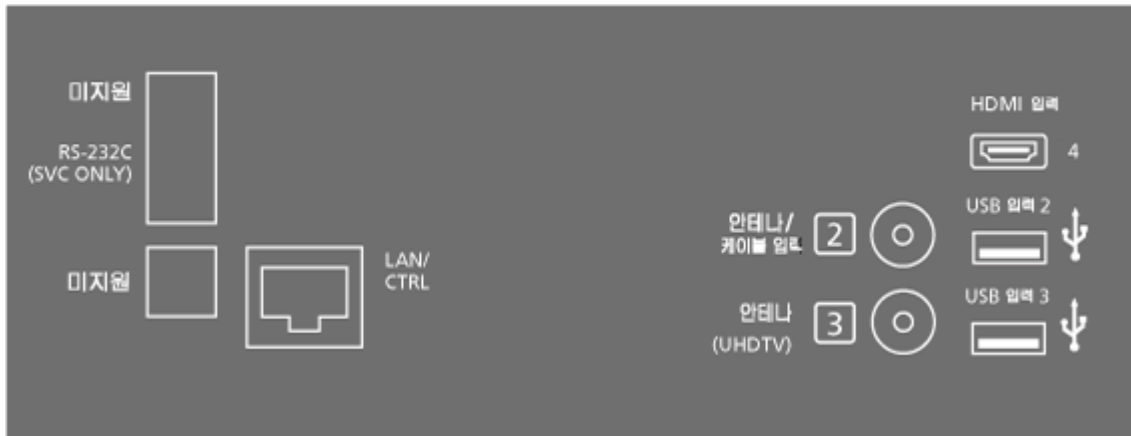 미지원
RS-232C
(SVC ONLY)
미지원
LAN/
CTRL
안테나/
케이블 입력
2
안테나
(UHDTV)
3
HDMI 입력
4
USB 입력 2
USB 입력 3